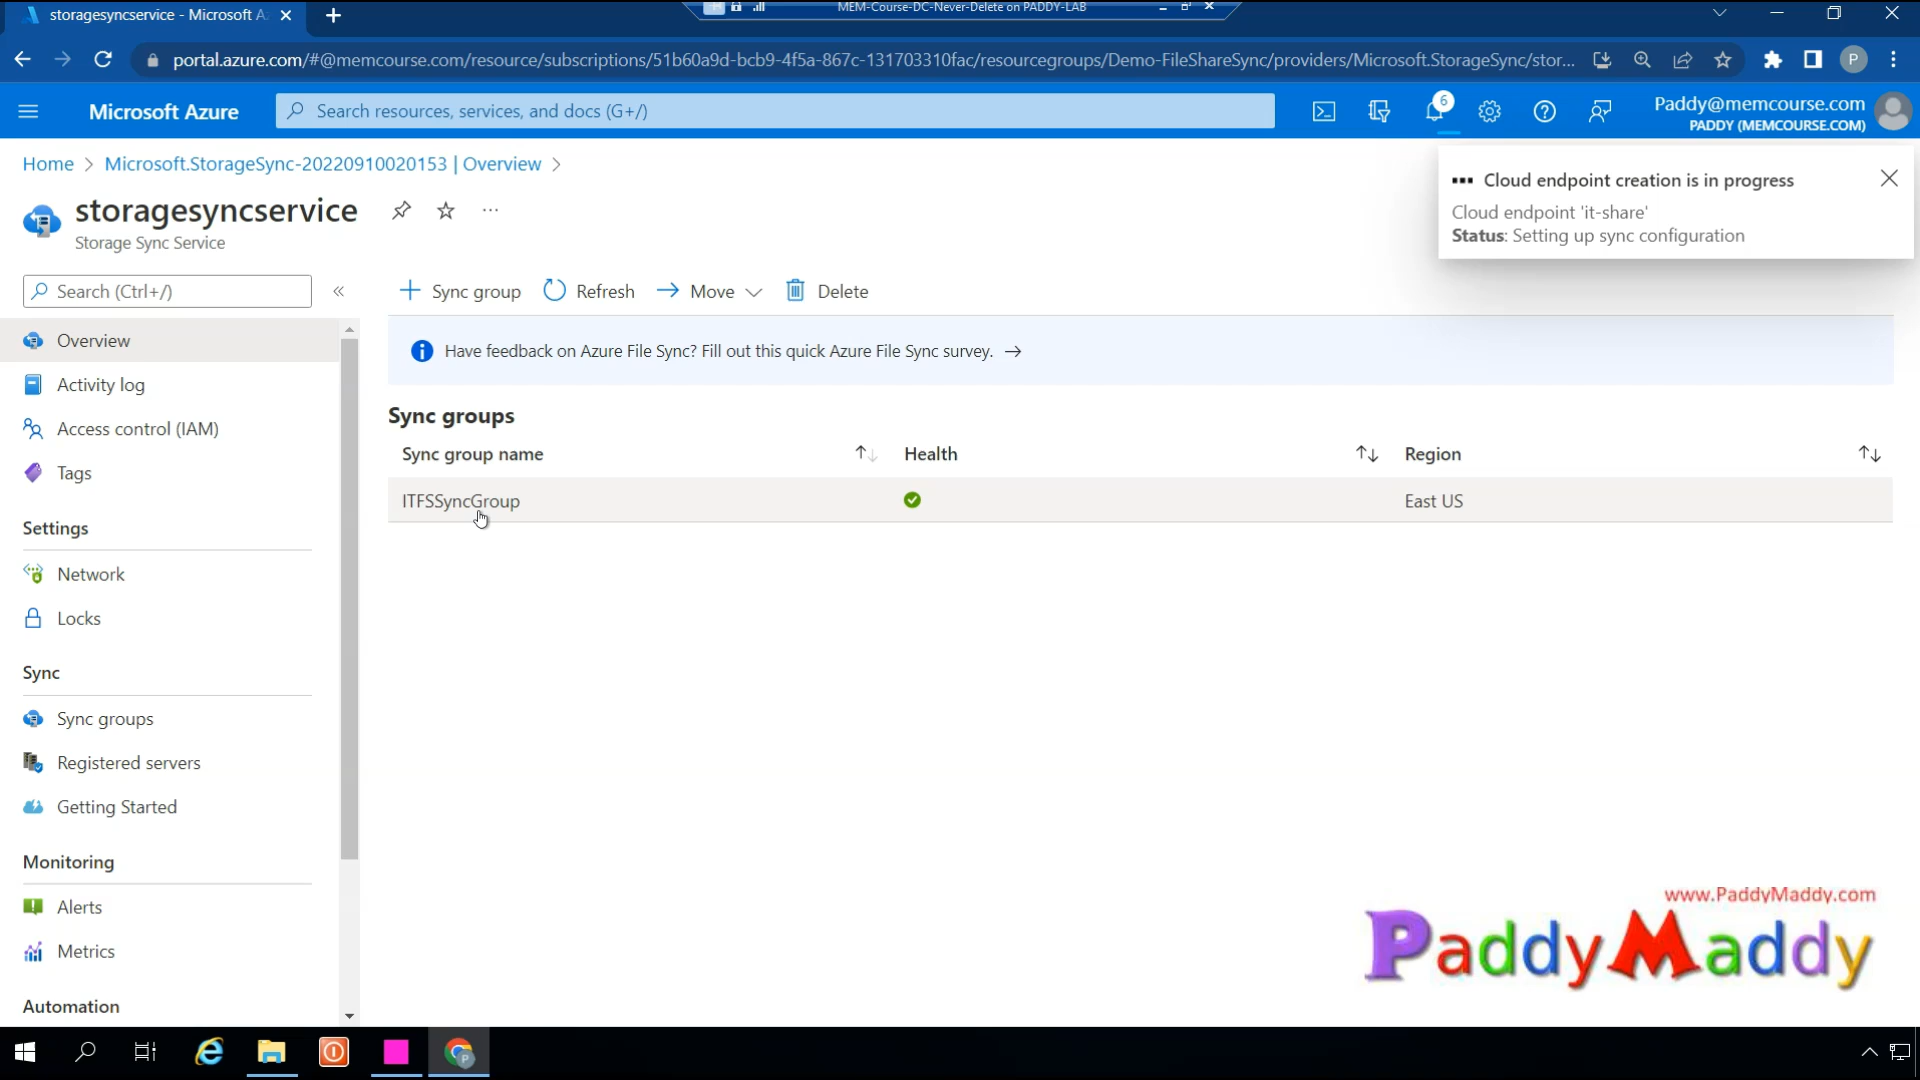 storagesyncservice - Microsoft A
MEM-Course-DC-Never-Delete on PADDY-LAB
portal.azure.com/#@memcourse.com/resource/subscriptions/51b60a9d-bcb9-4f5a-867c-131703310fac/resourcegroups/Demo-FileShareSync/providers/Microsoft.StorageSync/stor...
P
Microsoft Azure
Search resources, services, and docs (G+/)
6
Paddy@memcourse.com
PADDY (MEMCOURSE.COM)
Home > Microsoft.StorageSync-20220910020153 | Overview >
Cloud endpoint creation is in progress
Cloud endpoint 'it-share'
Status: Setting up sync configuration
storagesyncservice
Storage Sync Service
Search (Ctrl+/)
«
Sync group
Refresh
Move
Delete
Have feedback on Azure File Sync? Fill out this quick Azure File Sync survey. →
Overview
Activity log
Access control (IAM)
Tags
Settings
Network
Locks
Sync
Sync groups
Registered servers
Getting Started
Monitoring
Alerts
Metrics
Automation
Sync groups
Sync group name
Health
Region
ITFSSyncGroup
East US
www.PaddyMaddy.com
PaddyMaddy